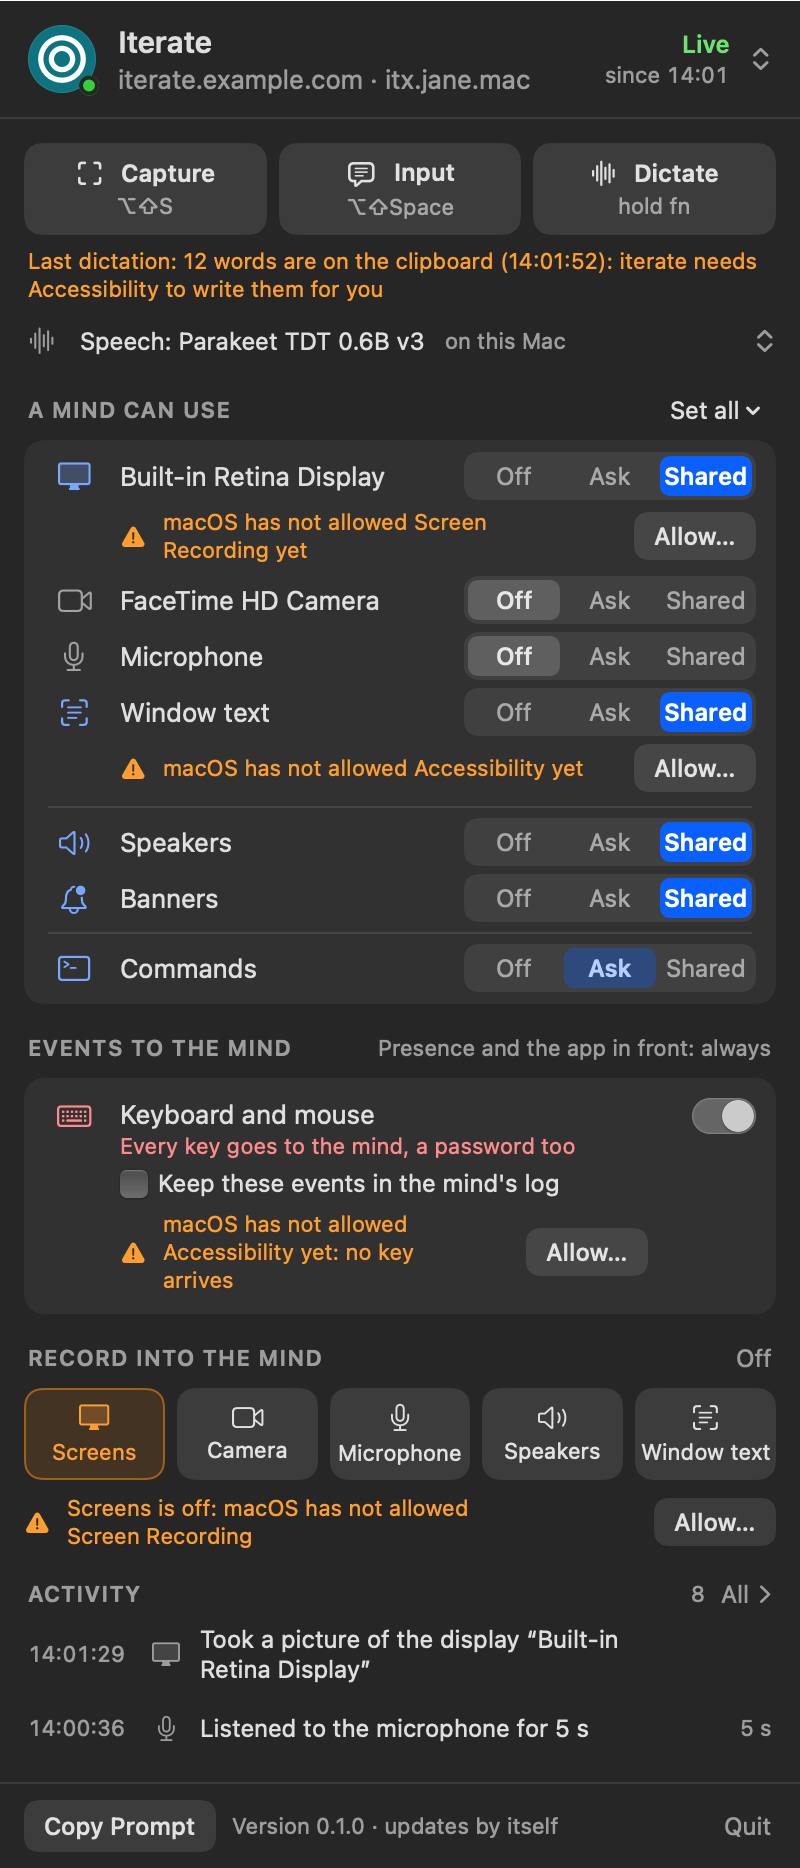 Iterate
iterate.example.com · itx.jane.mac
Live
since 14:01
Capture
⌥⇧S
Input
⌥⇧Space
Dictate
hold fn
Last dictation: 12 words are on the clipboard (14:01:52): iterate needs
Accessibility to write them for you
Speech: Parakeet TDT 0.6B v3 on this Mac
A MIND CAN USE
Set all
Built-in Retina Display
Off Ask Shared
macOS has not allowed Screen
Recording yet
Allow...
FaceTime HD Camera
Off Ask Shared
Microphone
Off Ask Shared
Window text
Off Ask Shared
macOS has not allowed Accessibility yet
Allow...
Speakers
Off Ask Shared
Banners
Off Ask Shared
Commands
Off Ask Shared
EVENTS TO THE MIND
Presence and the app in front: always
Keyboard and mouse
Every key goes to the mind, a password too
Keep these events in the mind's log
macOS has not allowed
Accessibility yet: no key
arrives
Allow...
RECORD INTO THE MIND
Off
Screens
Camera
Microphone
Speakers
Window text
Screens is off: macOS has not allowed
Screen Recording
Allow...
ACTIVITY
8 All
14:01:29
Took a picture of the display “Built-in
Retina Display”
14:00:36
Listened to the microphone for 5 s
5 s
Copy Prompt
Version 0.1.0 · updates by itself
Quit